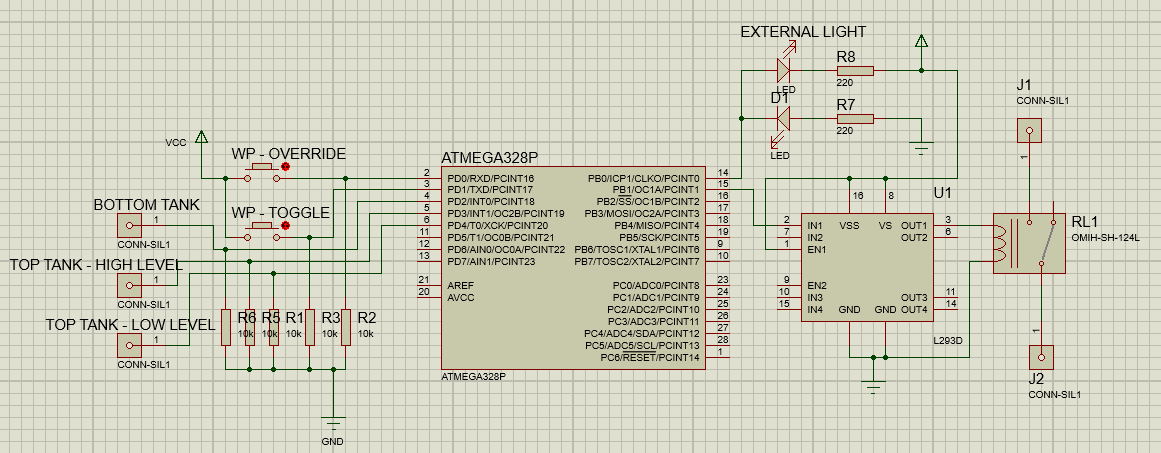 EXTERNAL LIGHT
R8
LED
220
D1
R7
LED
220
J1
CONN-SIL1
1
VCC
WP - OVERRIDE
WP - TOGGLE
BOTTOM TANK
1
CONN-SIL1
TOP TANK - HIGH LEVEL
1
CONN-SIL1
TOP TANK - LOW LEVEL
1
CONN-SIL1
R6
10k
R5
10k
R1
10k
R3
10k
R2
10k
GND
ATMEGA328P
2 PD0/RXD/PCINT16 PB0/ICP1/CLKO/PCINT0 14
3 PD1/TXD/PCINT17 PB1/OC1A/PCINT1 15
4 PD2/INT0/PCINT18 PB2/SS/OC1B/PCINT2 16
5 PD3/INT1/OC2B/PCINT19 PB3/MOSI/OC2A/PCINT3 17
6 PD4/T0/XCK/PCINT20 PB4/MISO/PCINT4 18
11 PD5/T1/OC0B/PCINT21 PB5/SCK/PCINT5 19
12 PD6/AIN0/OC0A/PCINT22 PB6/TOSC1/XTAL1/PCINT6 9
13 PD7/AIN1/PCINT23 PB7/TOSC2/XTAL2/PCINT7 10
21 AREF PC0/ADC0/PCINT8 23
20 AVCC PC1/ADC1/PCINT9 24
PC2/ADC2/PCINT10 25
PC3/ADC3/PCINT11 26
PC4/ADC4/SDA/PCINT12 27
PC5/ADC5/SCL/PCINT13 28
PC6/RESET/PCINT14 1
ATMEGA328P
U1
16 8
VSS VS
2 IN1 OUT1 3
7 IN2 OUT2 6
1 EN1
9 EN2
10 IN3 OUT3 11
15 IN4 OUT4 14
GND GND
L293D
RL1
OMIH-SH-124L
1
J2
CONN-SIL1